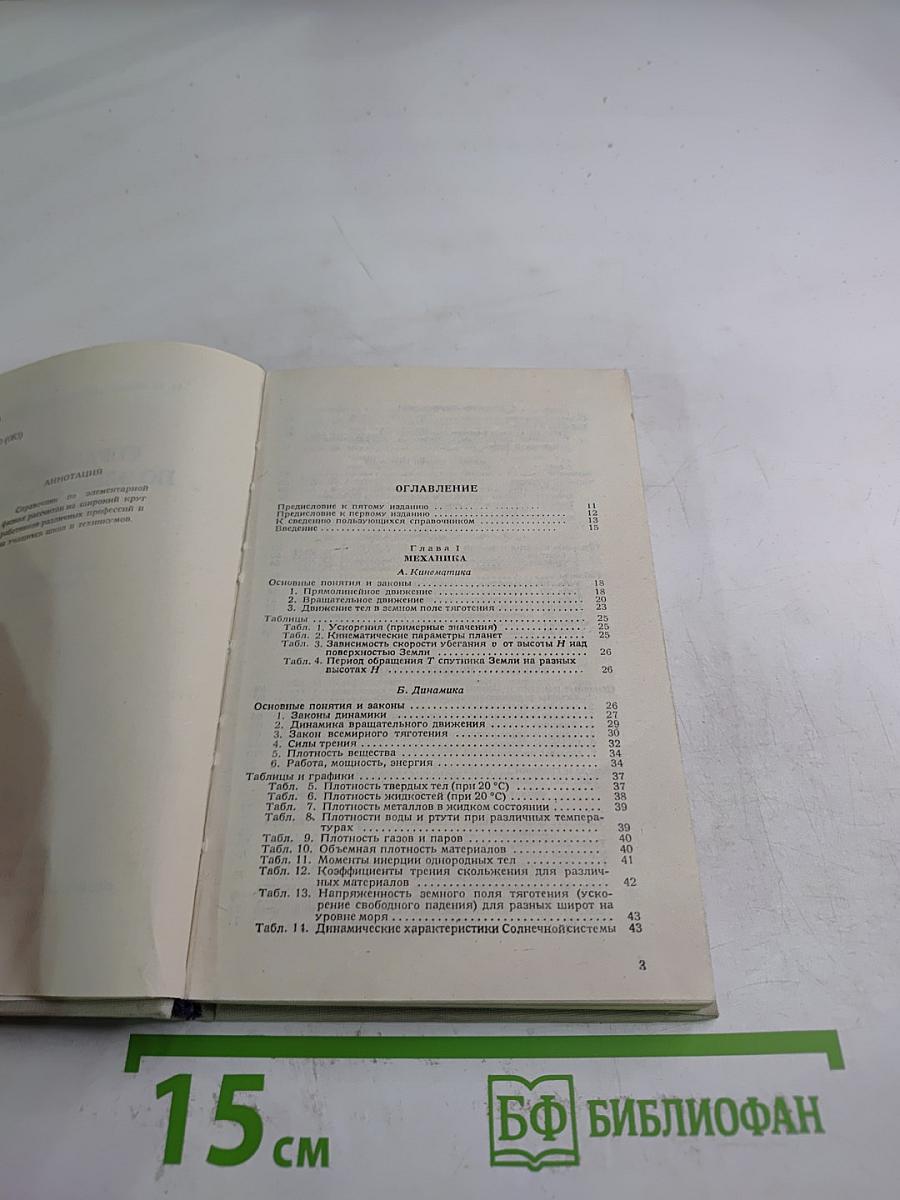 АННОТАЦИЯ
Справочник по элементарной
физике рассчитан на широкий круг
работников различных профессий и
на учащихся школ и техникумов.
ОГЛАВЛЕНИЕ
Предисловие к пятому изданию .......................... 11
Предисловие к первому изданию .......................... 12
К сведению пользующихся справочником .......................... 13
Введение .......................... 15
Глава I
МЕХАНИКА
А. Кинематика
Основные понятия и законы .......................... 18
1. Прямолинейное движение .......................... 18
2. Вращательное движение .......................... 20
3. Движение тел в земном поле тяготения .......................... 23
Таблицы .......................... 25
Табл. 1. Ускорения (примерные значения) .......................... 25
Табл. 2. Кинематические параметры планет .......................... 25
Табл. 3. Зависимость скорости убегания v от высоты H над
поверхностью Земли .......................... 26
Табл. 4. Период обращения T спутника Земли на разных
высотах H .......................... 26
Б. Динамика
Основные понятия и законы .......................... 26
1. Законы динамики .......................... 27
2. Динамика вращательного движения .......................... 29
3. Закон всемирного тяготения .......................... 30
4. Силы трения .......................... 32
5. Плотность вещества .......................... 34
6. Работа, мощность, энергия .......................... 34
Таблицы и графики .......................... 37
Табл. 5. Плотность твердых тел (при 20 °С) .......................... 37
Табл. 6. Плотность жидкостей (при 20 °С) .......................... 38
Табл. 7. Плотность металлов в жидком состоянии .......................... 39
Табл. 8. Плотности воды и ртути при различных темпера-
турах .......................... 39
Табл. 9. Плотность газов и паров .......................... 40
Табл. 10. Объемная плотность материалов .......................... 40
Табл. 11. Моменты инерции однородных тел .......................... 41
Табл. 12. Коэффициенты трения скольжения для различ-
ных материалов .......................... 42
Табл. 13. Напряженность земного поля тяготения (уско-
рение свободного падения) для разных широт на
уровне моря .......................... 43
Табл. 14. Динамические характеристики Солнечной системы 43
3
15 см
БФ БИБЛИОФАН